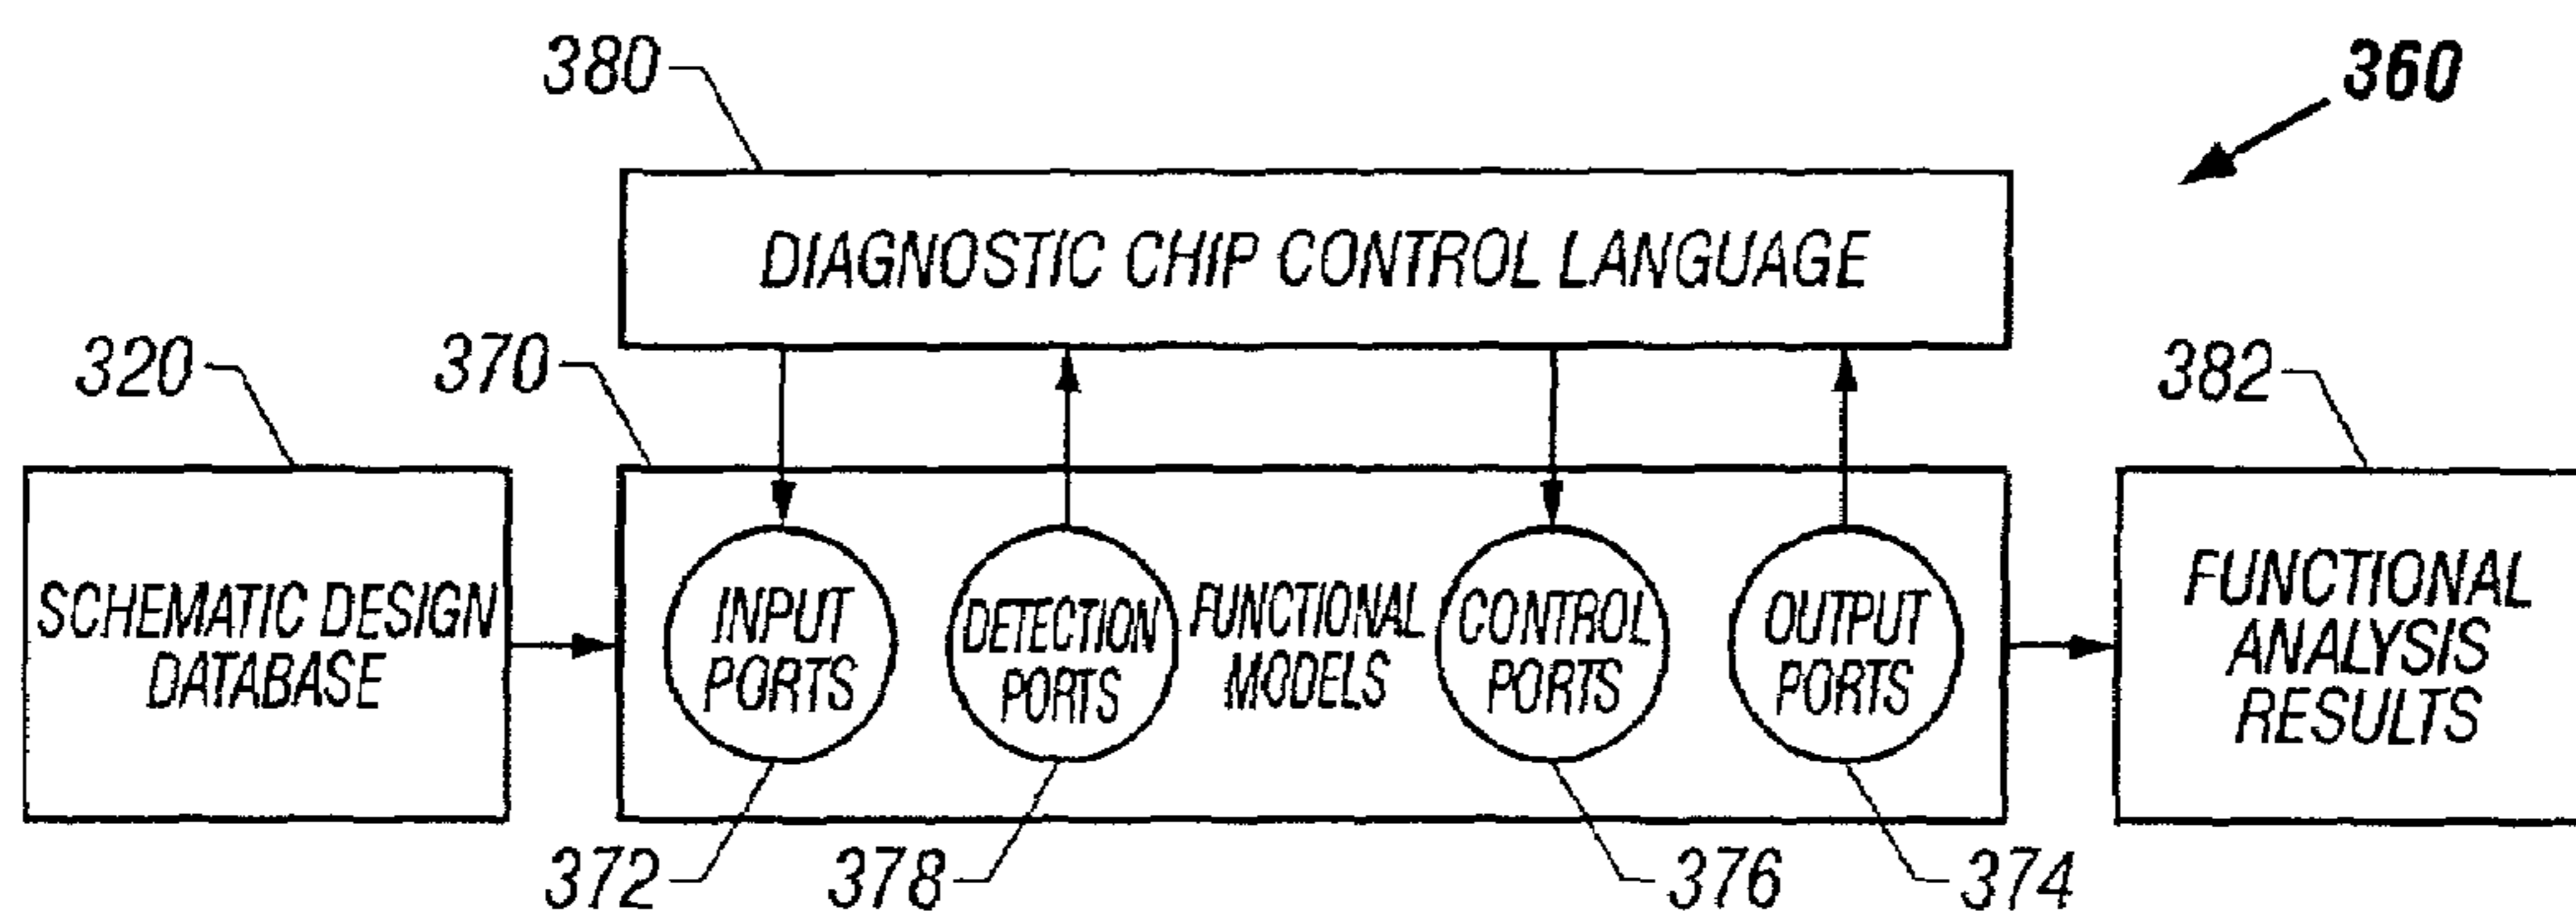 380
360
DIAGNOSTIC CHIP CONTROL LANGUAGE
320
370
382
SCHEMATIC DESIGN
DATABASE
INPUT
PORTS
DETECTION
PORTS
FUNCTIONAL
MODELS
CONTROL
PORTS
OUTPUT
PORTS
FUNCTIONAL
ANALYSIS
RESULTS
372
378
376
374